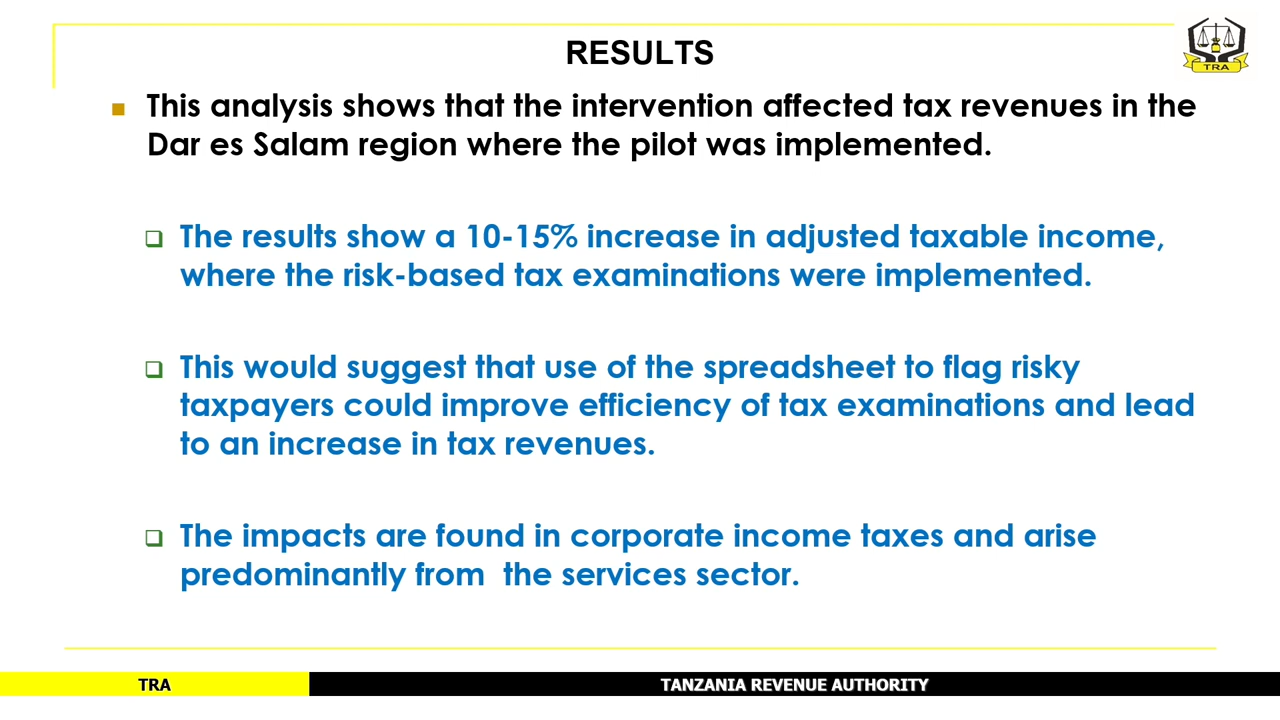 RESULTS
TRA
This analysis shows that the intervention affected tax revenues in the
Dar es Salam region where the pilot was implemented.
The results show a 10-15% increase in adjusted taxable income,
where the risk-based tax examinations were implemented.
This would suggest that use of the spreadsheet to flag risky
taxpayers could improve efficiency of tax examinations and lead
to an increase in tax revenues.
The impacts are found in corporate income taxes and arise
predominantly from  the services sector.
TRA
TANZANIA REVENUE AUTHORITY